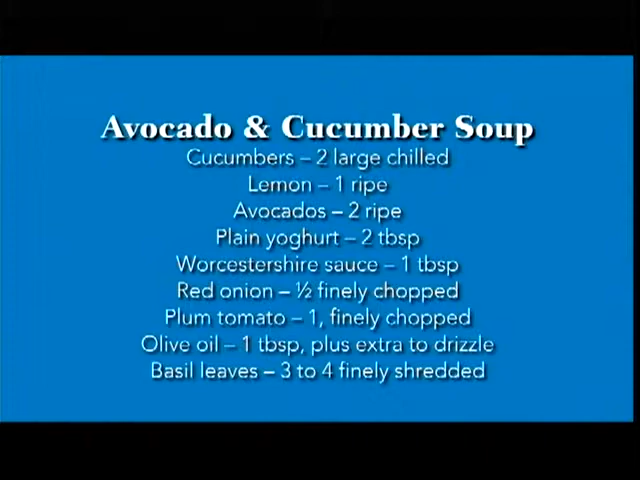 Avocado & Cucumber Soup
Cucumbers – 2 large chilled
Lemon – 1 ripe
Avocados – 2 ripe
Plain yoghurt – 2 tbsp
Worcestershire sauce – 1 tbsp
Red onion – ½ finely chopped
Plum tomato – 1, finely chopped
Olive oil – 1 tbsp, plus extra to drizzle
Basil leaves – 3 to 4 finely shredded